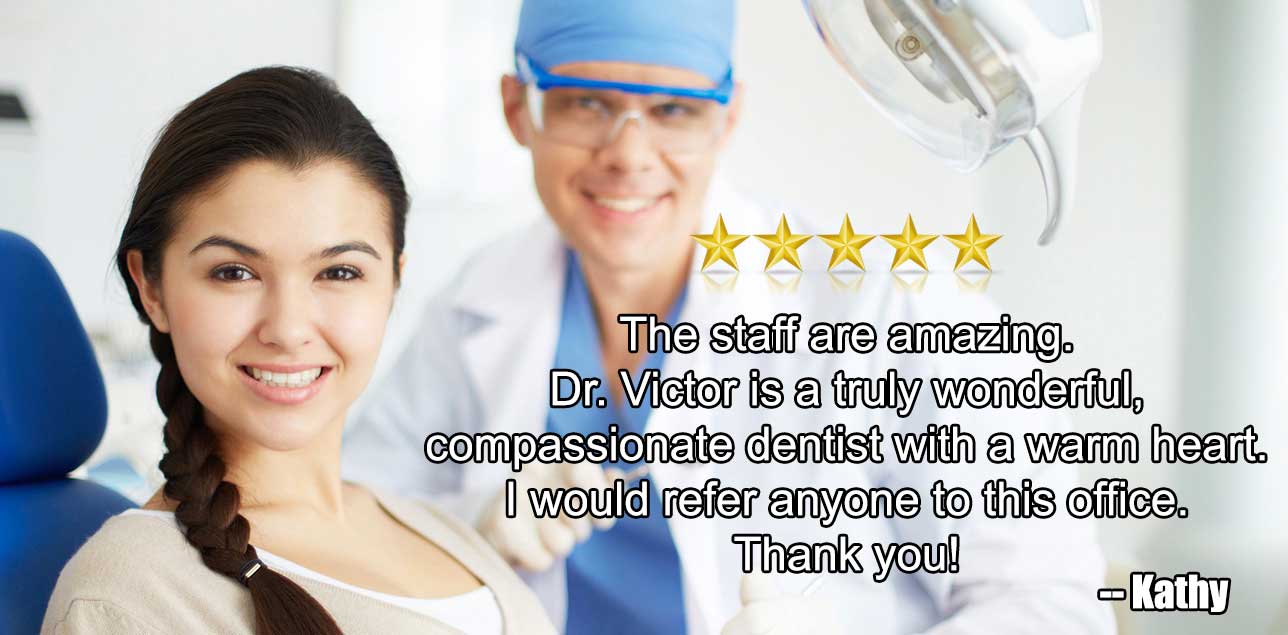 The staff are amazing.
Dr. Victor is a truly wonderful,
compassionate dentist with a warm heart.
I would refer anyone to this office.
Thank you!
-- Kathy